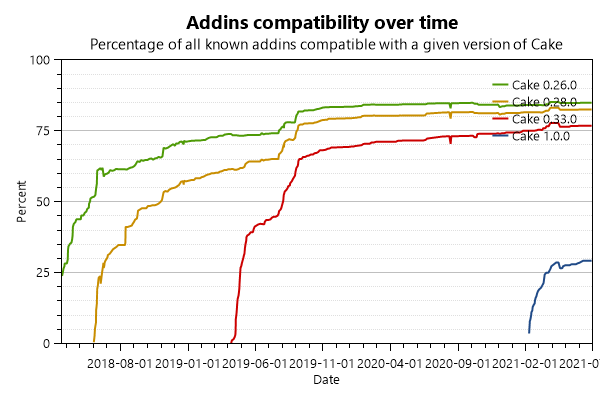 Addins compatibility over time
Percentage of all known addins compatible with a given version of Cake
100
75
50
25
0
Percent
Cake 0.26.0
Cake 0.28.0
Cake 0.33.0
Cake 1.0.0
2018-08-01 2019-01-01 2019-06-01 2019-11-01 2020-04-01 2020-09-01 2021-02-01 2021-0
Date